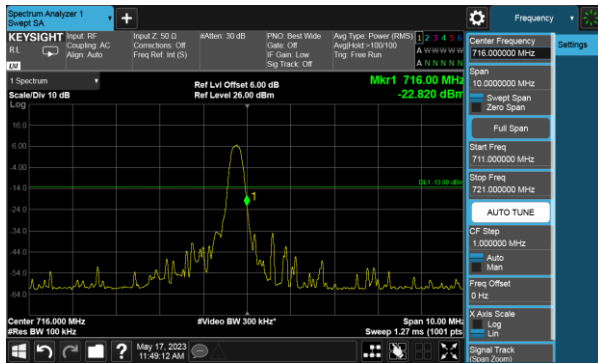 Spectrum Analyzer 1
Swept SA
+
Frequency
KEYSIGHT
RL
Input: RF
Coupling: AC
Align: Auto
Input Z: 50 Ω
Corrections: Off
Freq Ref: Int (S)
#Atten: 30 dB
PNO: Best Wide
Gate: Off
IF Gain: Low
Sig Track: Off
Avg Type: Power (RMS)
Avg|Hold:>100/100
Trig: Free Run
1 2 3 4 5 6
A W W W W W
A N N N N N
LXI
1 Spectrum
Scale/Div 10 dB
Ref Lvl Offset 6.00 dB
Ref Level 26.00 dBm
Mkr1 716.00 MHz
-22.820 dBm
Log
16.0
6.00
-4.00
-14.0
-24.0
-34.0
-44.0
-54.0
-64.0
DL1 -13.00 dBm
1
Center 716.000 MHz
#Res BW 100 kHz
#Video BW 300 kHz*
Span 10.00 MHz
Sweep 1.27 ms (1001 pts
May 17, 2023
11:49:12 AM
Center Frequency
716.000000 MHz
Settings
Span
10.0000000 MHz
Swept Span
Zero Span
Full Span
Start Freq
711.000000 MHz
Stop Freq
721.000000 MHz
AUTO TUNE
CF Step
1.000000 MHz
Auto
Man
Freq Offset
0 Hz
X Axis Scale
Log
Lin
Signal Track
(Span Zoom)